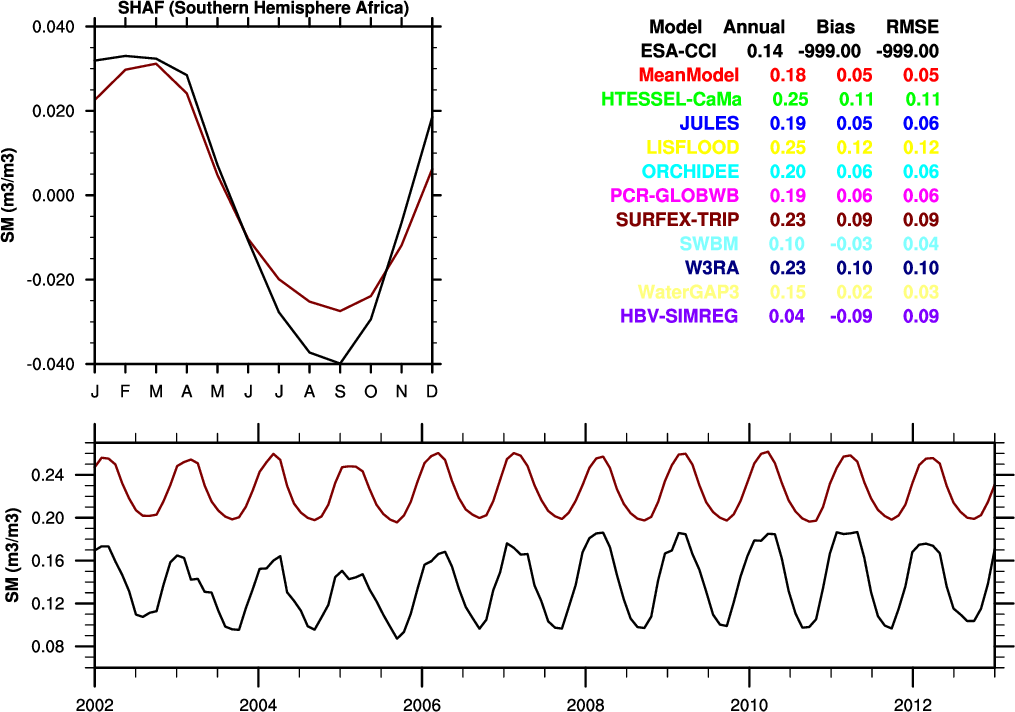 SHAF (Southern Hemisphere Africa)
0.040
0.020
0.000
-0.020
-0.040
SM (m3/m3)
J F M A M J J A S O N D
Model Annual Bias RMSE
ESA-CCI 0.14 -999.00 -999.00
MeanModel 0.18 0.05 0.05
HTESSEL-CaMa 0.25 0.11 0.11
JULES 0.19 0.05 0.06
LISFLOOD 0.25 0.12 0.12
ORCHIDEE 0.20 0.06 0.06
PCR-GLOBWB 0.19 0.06 0.06
SURFEX-TRIP 0.23 0.09 0.09
SWBM 0.10 -0.03 0.04
W3RA 0.23 0.10 0.10
WaterGAP3 0.15 0.02 0.03
HBV-SIMREG 0.04 -0.09 0.09
0.24
0.20
0.16
0.12
0.08
SM (m3/m3)
2002 2004 2006 2008 2010 2012